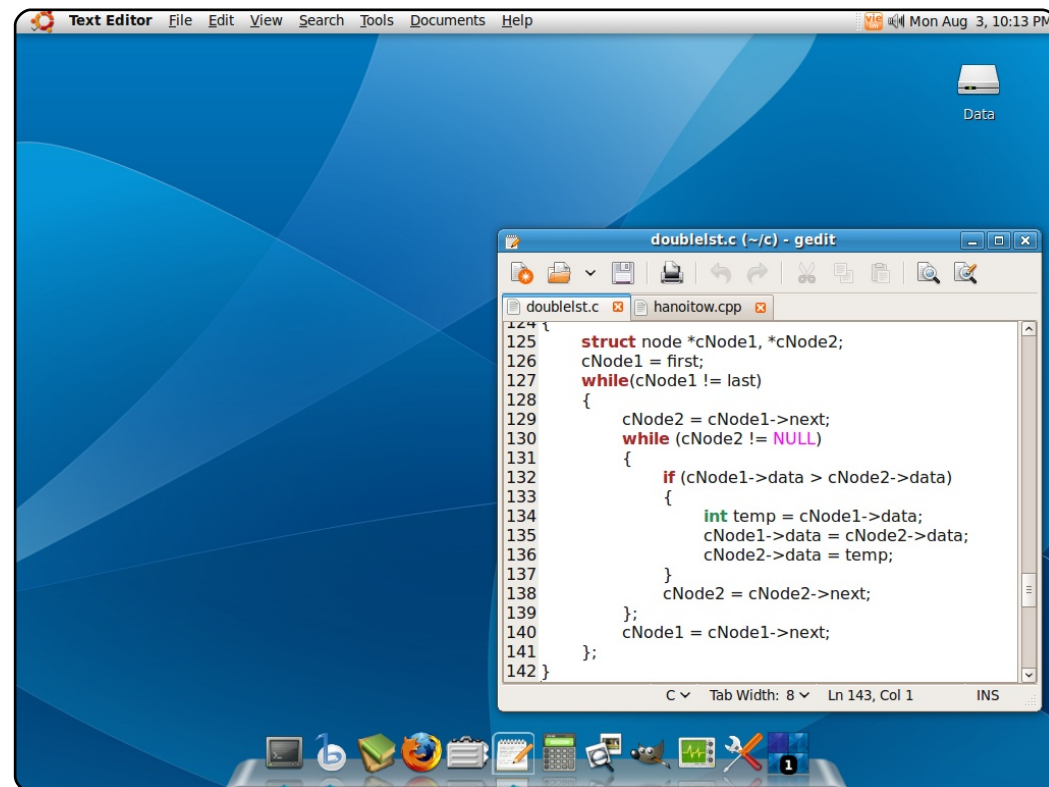 Text Editor File Edit View Search Tools Documents Help
vie Mon Aug 3, 10:13 PM
Data
doublelst.c (~/c) - gedit
doublelst.c hanoitow.cpp
124 {
125 struct node *cNode1, *cNode2;
126 cNode1 = first;
127 while(cNode1 != last)
128 {
129 cNode2 = cNode1->next;
130 while (cNode2 != NULL)
131 {
132 if (cNode1->data > cNode2->data)
133 {
134 int temp = cNode1->data;
135 cNode1->data = cNode2->data;
136 cNode2->data = temp;
137 }
138 cNode2 = cNode2->next;
139 };
140 cNode1 = cNode1->next;
141 };
142 }
C Tab Width: 8 Ln 143, Col 1 INS
1